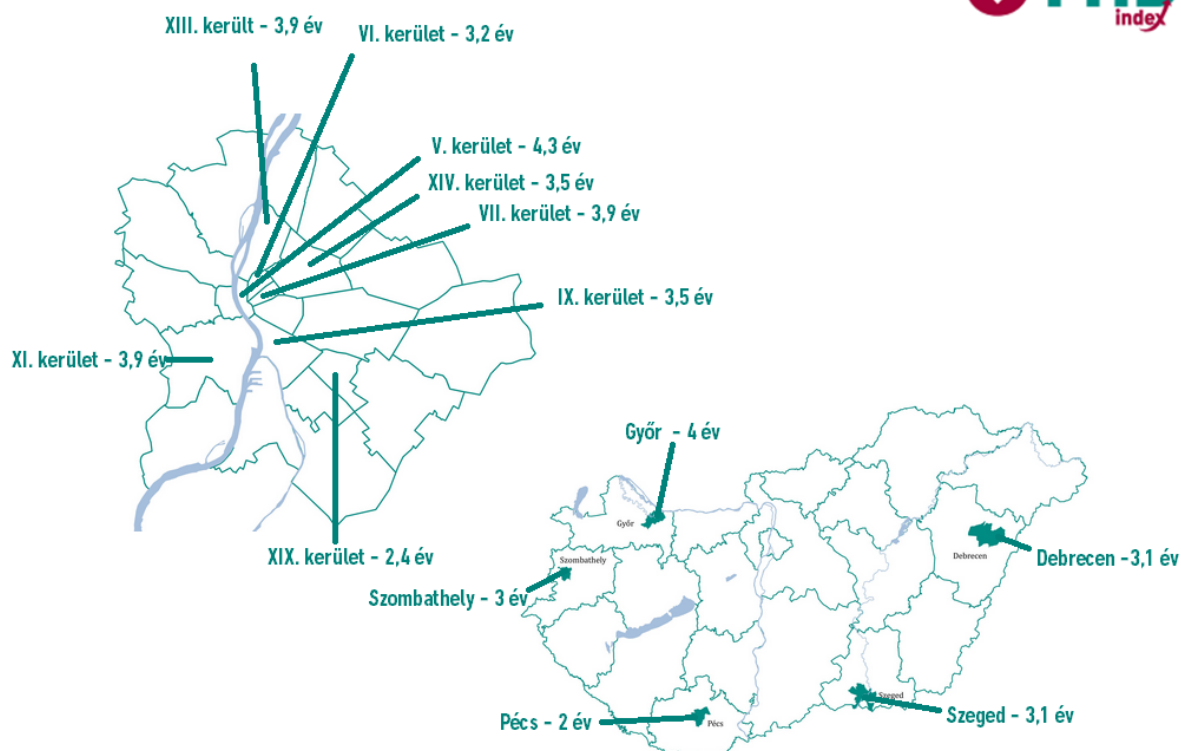 index
XIII. került - 3,9 év
VI. kerület - 3,2 év
V. kerület - 4,3 év
XIV. kerület - 3,5 év
VII. kerület - 3,9 év
IX. kerület - 3,5 év
XI. kerület - 3,9 év
Győr - 4 év
Győr
Debrecen
Szombathely
XIX. kerület - 2,4 év
Debrecen -3,1 év
Szombathely - 3 év
Szeged
Szeged - 3,1 év
Pécs - 2 év
Pécs